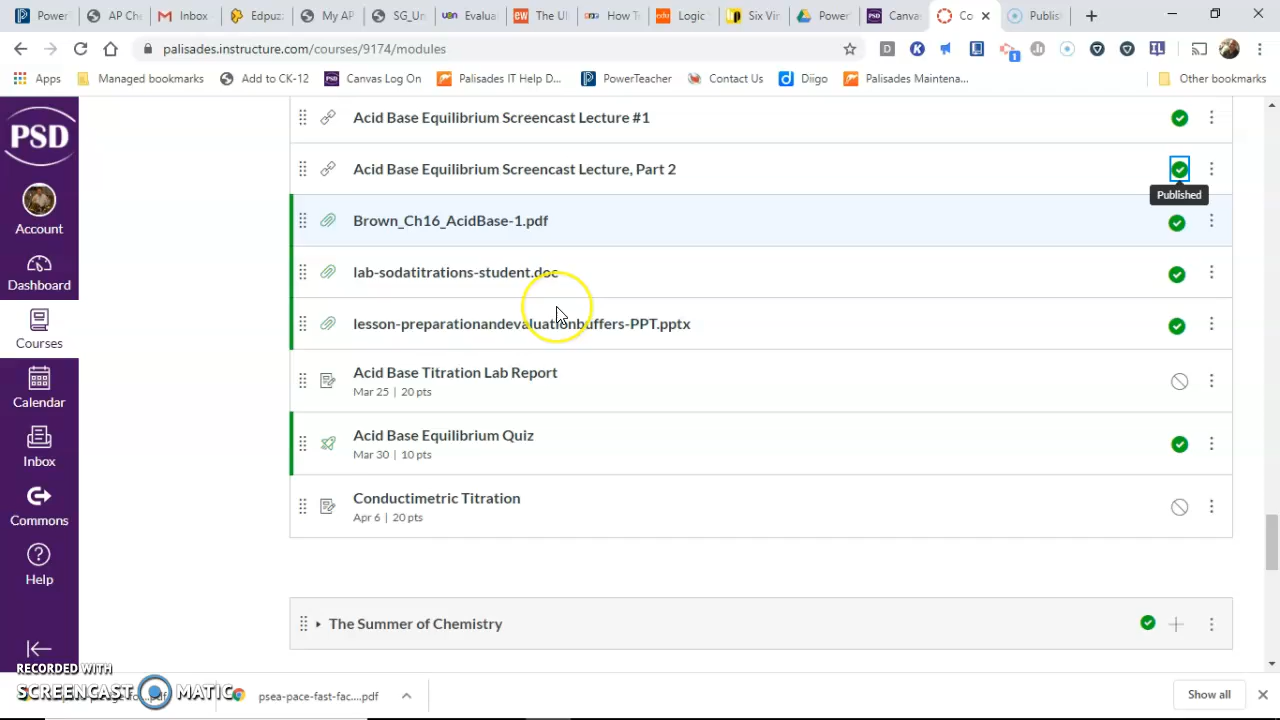 Power
AP Che
Inbox
Edpuz
My AP
SG_Un
Evalua
The UI
How T
Logic
Six Vir
Power
Canva
Co
Publis
palisades.instructure.com/courses/9174/modules
1
Apps
Managed bookmarks
Add to CK-12
Canvas Log On
Palisades IT Help D...
PowerTeacher
Contact Us
Diigo
Palisades Maintena...
Other bookmarks
PSD
Account
Dashboard
Courses
Calendar
Inbox
Commons
Help
Acid Base Equilibrium Screencast Lecture #1
Acid Base Equilibrium Screencast Lecture, Part 2
Published
Brown_Ch16_AcidBase-1.pdf
lab-sodatitrations-student.doc
lesson-preparationandevaluationbuffers-PPT.pptx
Acid Base Titration Lab Report
Mar 25 | 20 pts
Acid Base Equilibrium Quiz
Mar 30 | 10 pts
Conductimetric Titration
Apr 6 | 20 pts
The Summer of Chemistry
RECORDED WITH
SCREENCAST MATIC
psea-pace-fast-fac....pdf
Show all